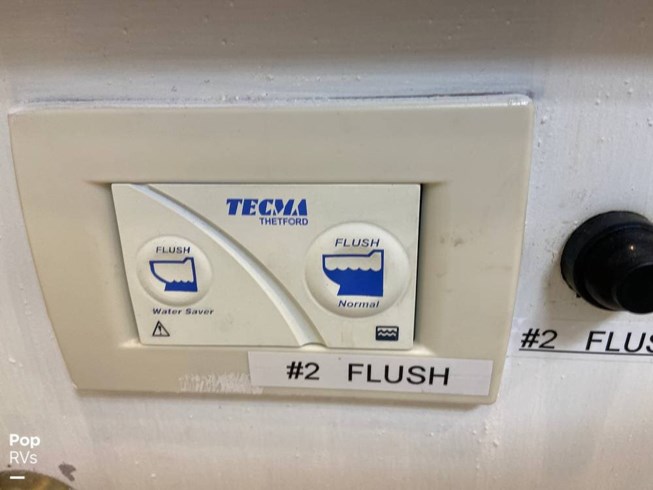 TECMA
THETFORD
FLUSH
FLUSH
Water Saver
Normal
#2 FLUSH
#2 FLUS
Pop
RVs